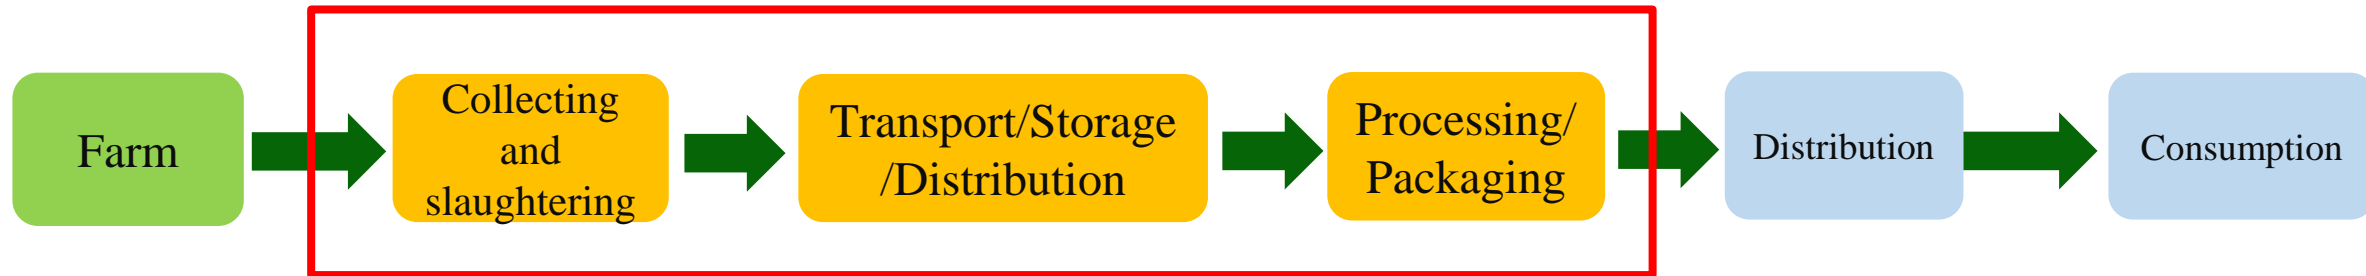 Farm
Collecting
and
slaughtering
Transport/Storage
/Distribution
Processing/
Packaging
Distribution
Consumption